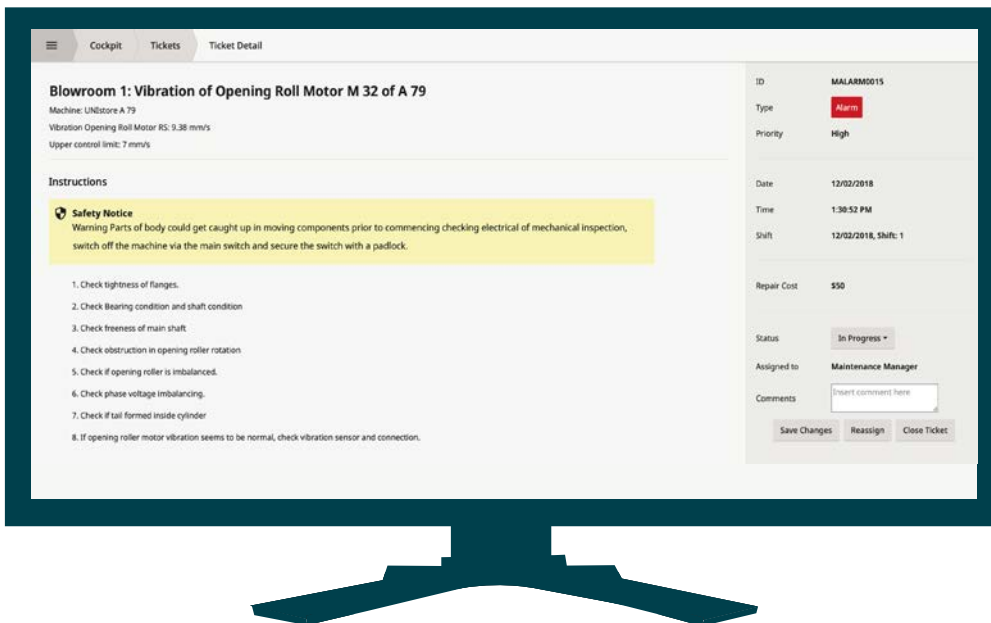 Cockpit
Tickets
Ticket Detail
Blowroom 1: Vibration of Opening Roll Motor M 32 of A 79
Machine: UNIstore A 79
Vibration Opening Roll Motor RS: 9.38 mm/s
Upper control limit: 7 mm/s
Instructions
Safety Notice
Warning Parts of body could get caught up in moving components prior to commencing checking electrical of mechanical inspection,
switch off the machine via the main switch and secure the switch with a padlock.
1. Check tightness of flanges.
2. Check Bearing condition and shaft condition
3. Check freeness of main shaft
4. Check obstruction in opening roller rotation
5. Check if opening roller is imbalanced.
6. Check phase voltage imbalancing.
7. Check if tail formed inside cylinder
8. If opening roller motor vibration seems to be normal, check vibration sensor and connection.
ID MALARM0015
Type Alarm
Priority High
Date 12/02/2018
Time 1:30:52 PM
Shift 12/02/2018, Shift: 1
Repair Cost $50
Status In Progress
Assigned to Maintenance Manager
Comments Insert comment here
Save Changes Reassign Close Ticket